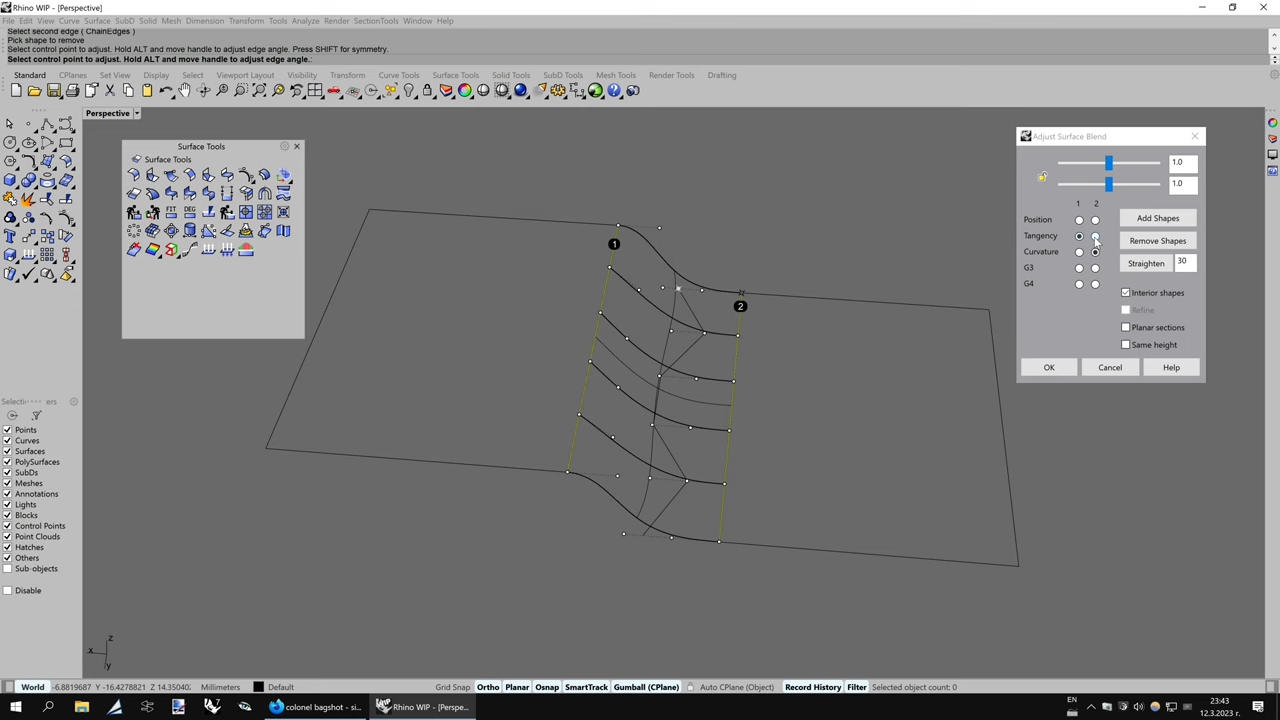 Rhino WIP - [Perspective]
File Edit View Curve Surface SubD Solid Mesh Dimension Transform Tools Analyze Render SectionTools Window Help
Select second edge ( ChainEdges )
Pick shape to remove
Select control point to adjust. Hold ALT and move handle to adjust edge angle. Press SHIFT for symmetry.
Select control point to adjust. Hold ALT and move handle to adjust edge angle.:
Standard CPlanes Set View Display Select Viewport Layout Visibility Transform Curve Tools Surface Tools Solid Tools SubD Tools Mesh Tools Render Tools Drafting
Perspective
Surface Tools
Surface Tools
FIT DEG
1
2
Adjust Surface Blend
1.0
1.0
1 2
Position
Tangency
Curvature
G3
G4
Add Shapes
Remove Shapes
Straighten 30
Interior shapes
Refine
Planar sections
Same height
OK Cancel Help
Points
Curves
Surfaces
PolySurfaces
SubDs
Meshes
Annotations
Lights
Blocks
Control Points
Point Clouds
Hatches
Others
Sub-objects
Disable
z
x
y
World -6.8819687 Y -16.4278821 Z 14.35040 Millimeters Default Grid Snap Ortho Planar Osnap SmartTrack Gumball (CPlane) Auto CPlane (Object) Record History Filter Selected object count: 0
colonel bagshot - si...
Rhino WIP - [Perspe...
EN
23:43
12.3.2023 г.